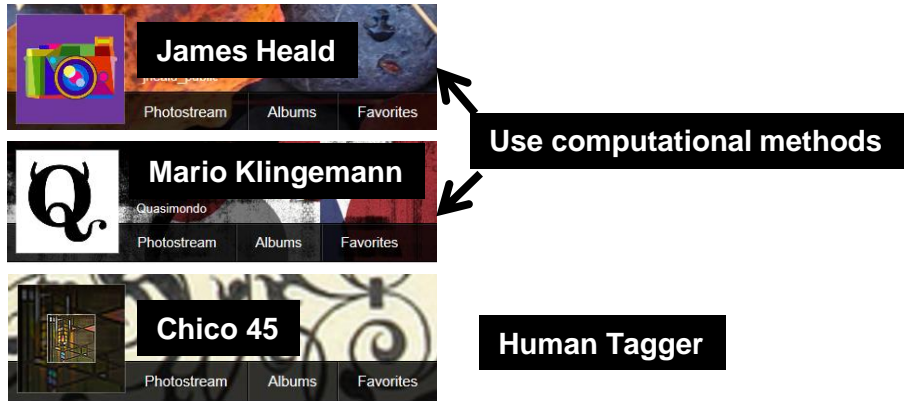 James Heald
jheald_public
Photostream Albums Favorites
Use computational methods
Mario Klingemann
Quasimondo
Photostream Albums Favorites
Chico 45
Photostream Albums Favorites
Human Tagger